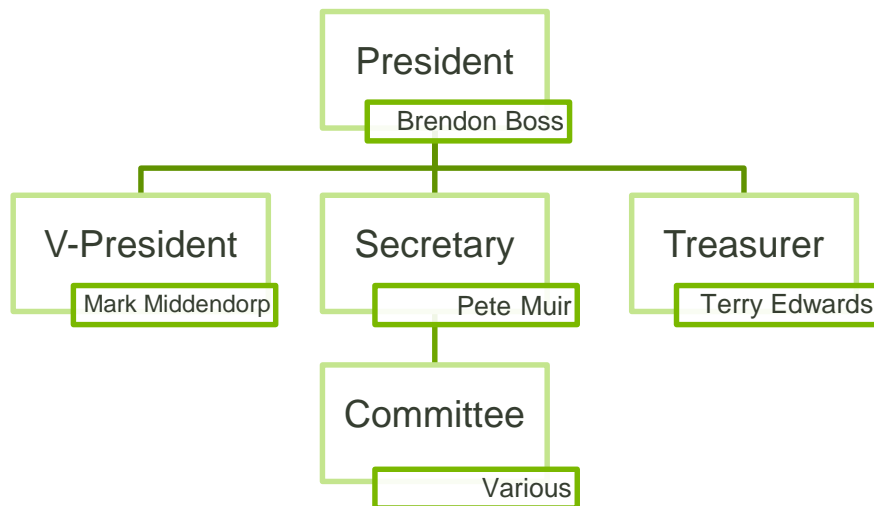 President
Brendon Boss
V-President
Mark Middendorp
Secretary
Pete Muir
Treasurer
Terry Edwards
Committee
Various